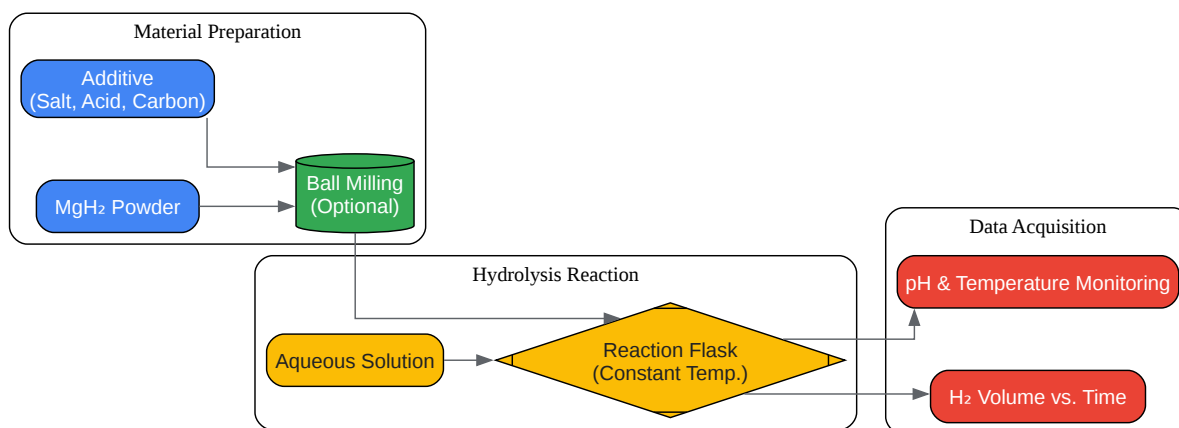 Material Preparation
Additive
(Salt, Acid, Carbon)
MgH₂ Powder
Ball Milling
(Optional)
Hydrolysis Reaction
Aqueous Solution
Reaction Flask
(Constant Temp.)
Data Acquisition
pH & Temperature Monitoring
H₂ Volume vs. Time